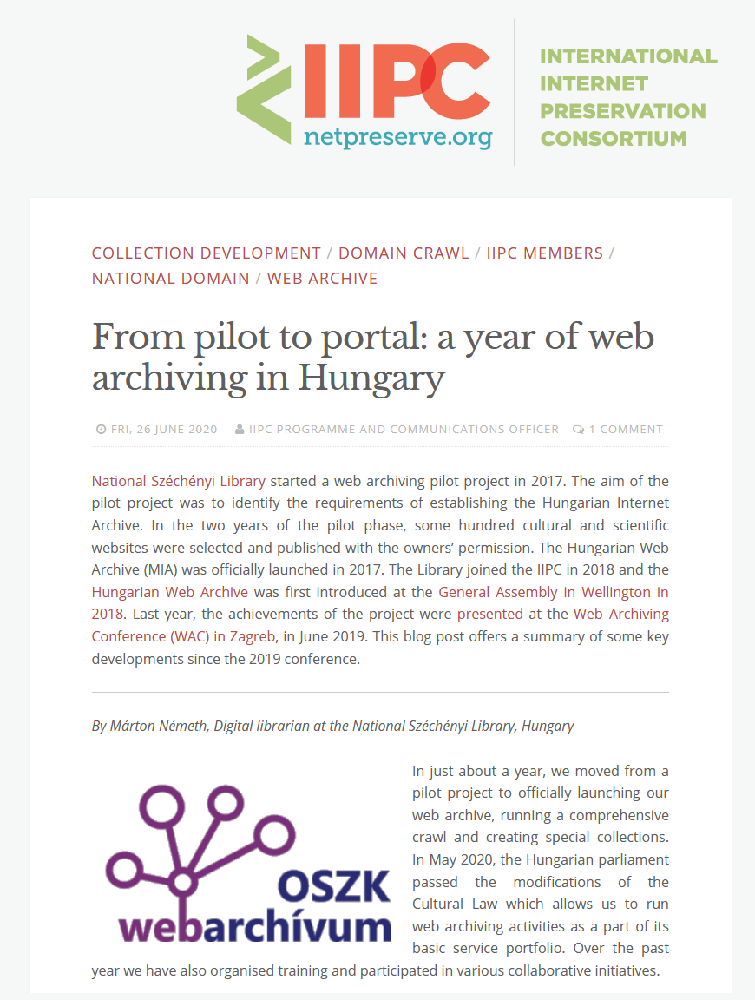 IIPC
netpreserve.org
INTERNATIONAL
INTERNET
PRESERVATION
CONSORTIUM
COLLECTION DEVELOPMENT / DOMAIN CRAWL / IIPC MEMBERS /
NATIONAL DOMAIN / WEB ARCHIVE
From pilot to portal: a year of web
archiving in Hungary
FRI, 26 JUNE 2020 IIPC PROGRAMME AND COMMUNICATIONS OFFICER 1 COMMENT
National Széchényi Library started a web archiving pilot project in 2017. The aim of the
pilot project was to identify the requirements of establishing the Hungarian Internet
Archive. In the two years of the pilot phase, some hundred cultural and scientific
websites were selected and published with the owners’ permission. The Hungarian Web
Archive (MIA) was officially launched in 2017. The Library joined the IIPC in 2018 and the
Hungarian Web Archive was first introduced at the General Assembly in Wellington in
2018. Last year, the achievements of the project were presented at the Web Archiving
Conference (WAC) in Zagreb, in June 2019. This blog post offers a summary of some key
developments since the 2019 conference.
By Márton Németh, Digital librarian at the National Széchényi Library, Hungary
OSZK
webarchívum
In just about a year, we moved from a
pilot project to officially launching our
web archive, running a comprehensive
crawl and creating special collections.
In May 2020, the Hungarian parliament
passed the modifications of the
Cultural Law which allows us to run
web archiving activities as a part of its
basic service portfolio. Over the past
year we have also organised training and participated in various collaborative initiatives.